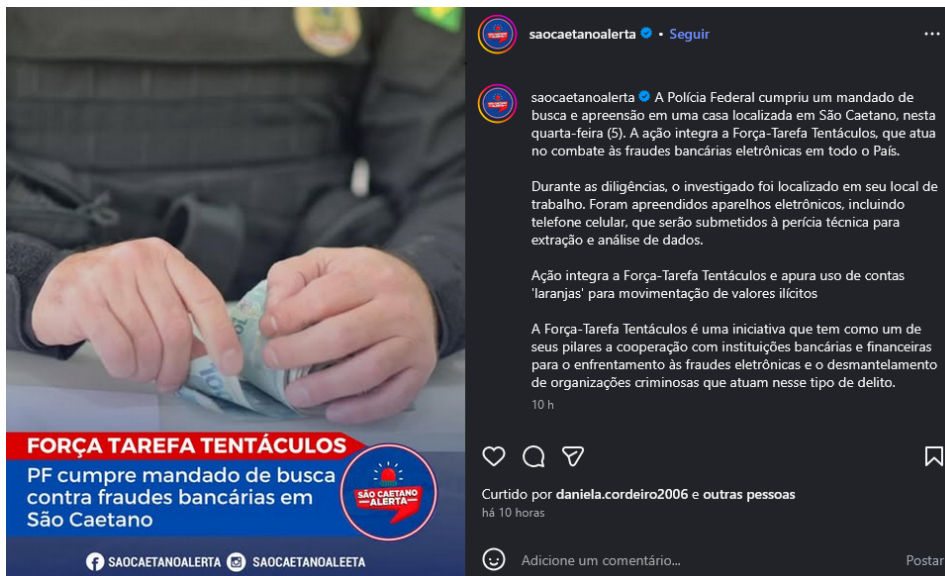 100
FORÇA TAREFA TENTÁCULOS
PF cumpre mandado de busca
contra fraudes bancárias em
São Caetano
SÃO CAETANO
ALERTA
SAOCAETANOALERTA SAOCAETANOALEETA
saocaetanoalerta • Seguir
saocaetanoalerta A Polícia Federal cumpriu um mandado de
busca e apreensão em uma casa localizada em São Caetano, nesta
quarta-feira (5). A ação integra a Força-Tarefa Tentáculos, que atua
no combate às fraudes bancárias eletrônicas em todo o País.
Durante as diligências, o investigado foi localizado em seu local de
trabalho. Foram apreendidos aparelhos eletrônicos, incluindo
telefone celular, que serão submetidos à perícia técnica para
extração e análise de dados.
Ação integra a Força-Tarefa Tentáculos e apura uso de contas
'laranjas' para movimentação de valores ilícitos
A Força-Tarefa Tentáculos é uma iniciativa que tem como um de
seus pilares a cooperação com instituições bancárias e financeiras
para o enfrentamento às fraudes eletrônicas e o desmantelamento
de organizações criminosas que atuam nesse tipo de delito.
10 h
Curtido por daniela.cordeiro2006 e outras pessoas
há 10 horas
Adicione um comentário... Postar